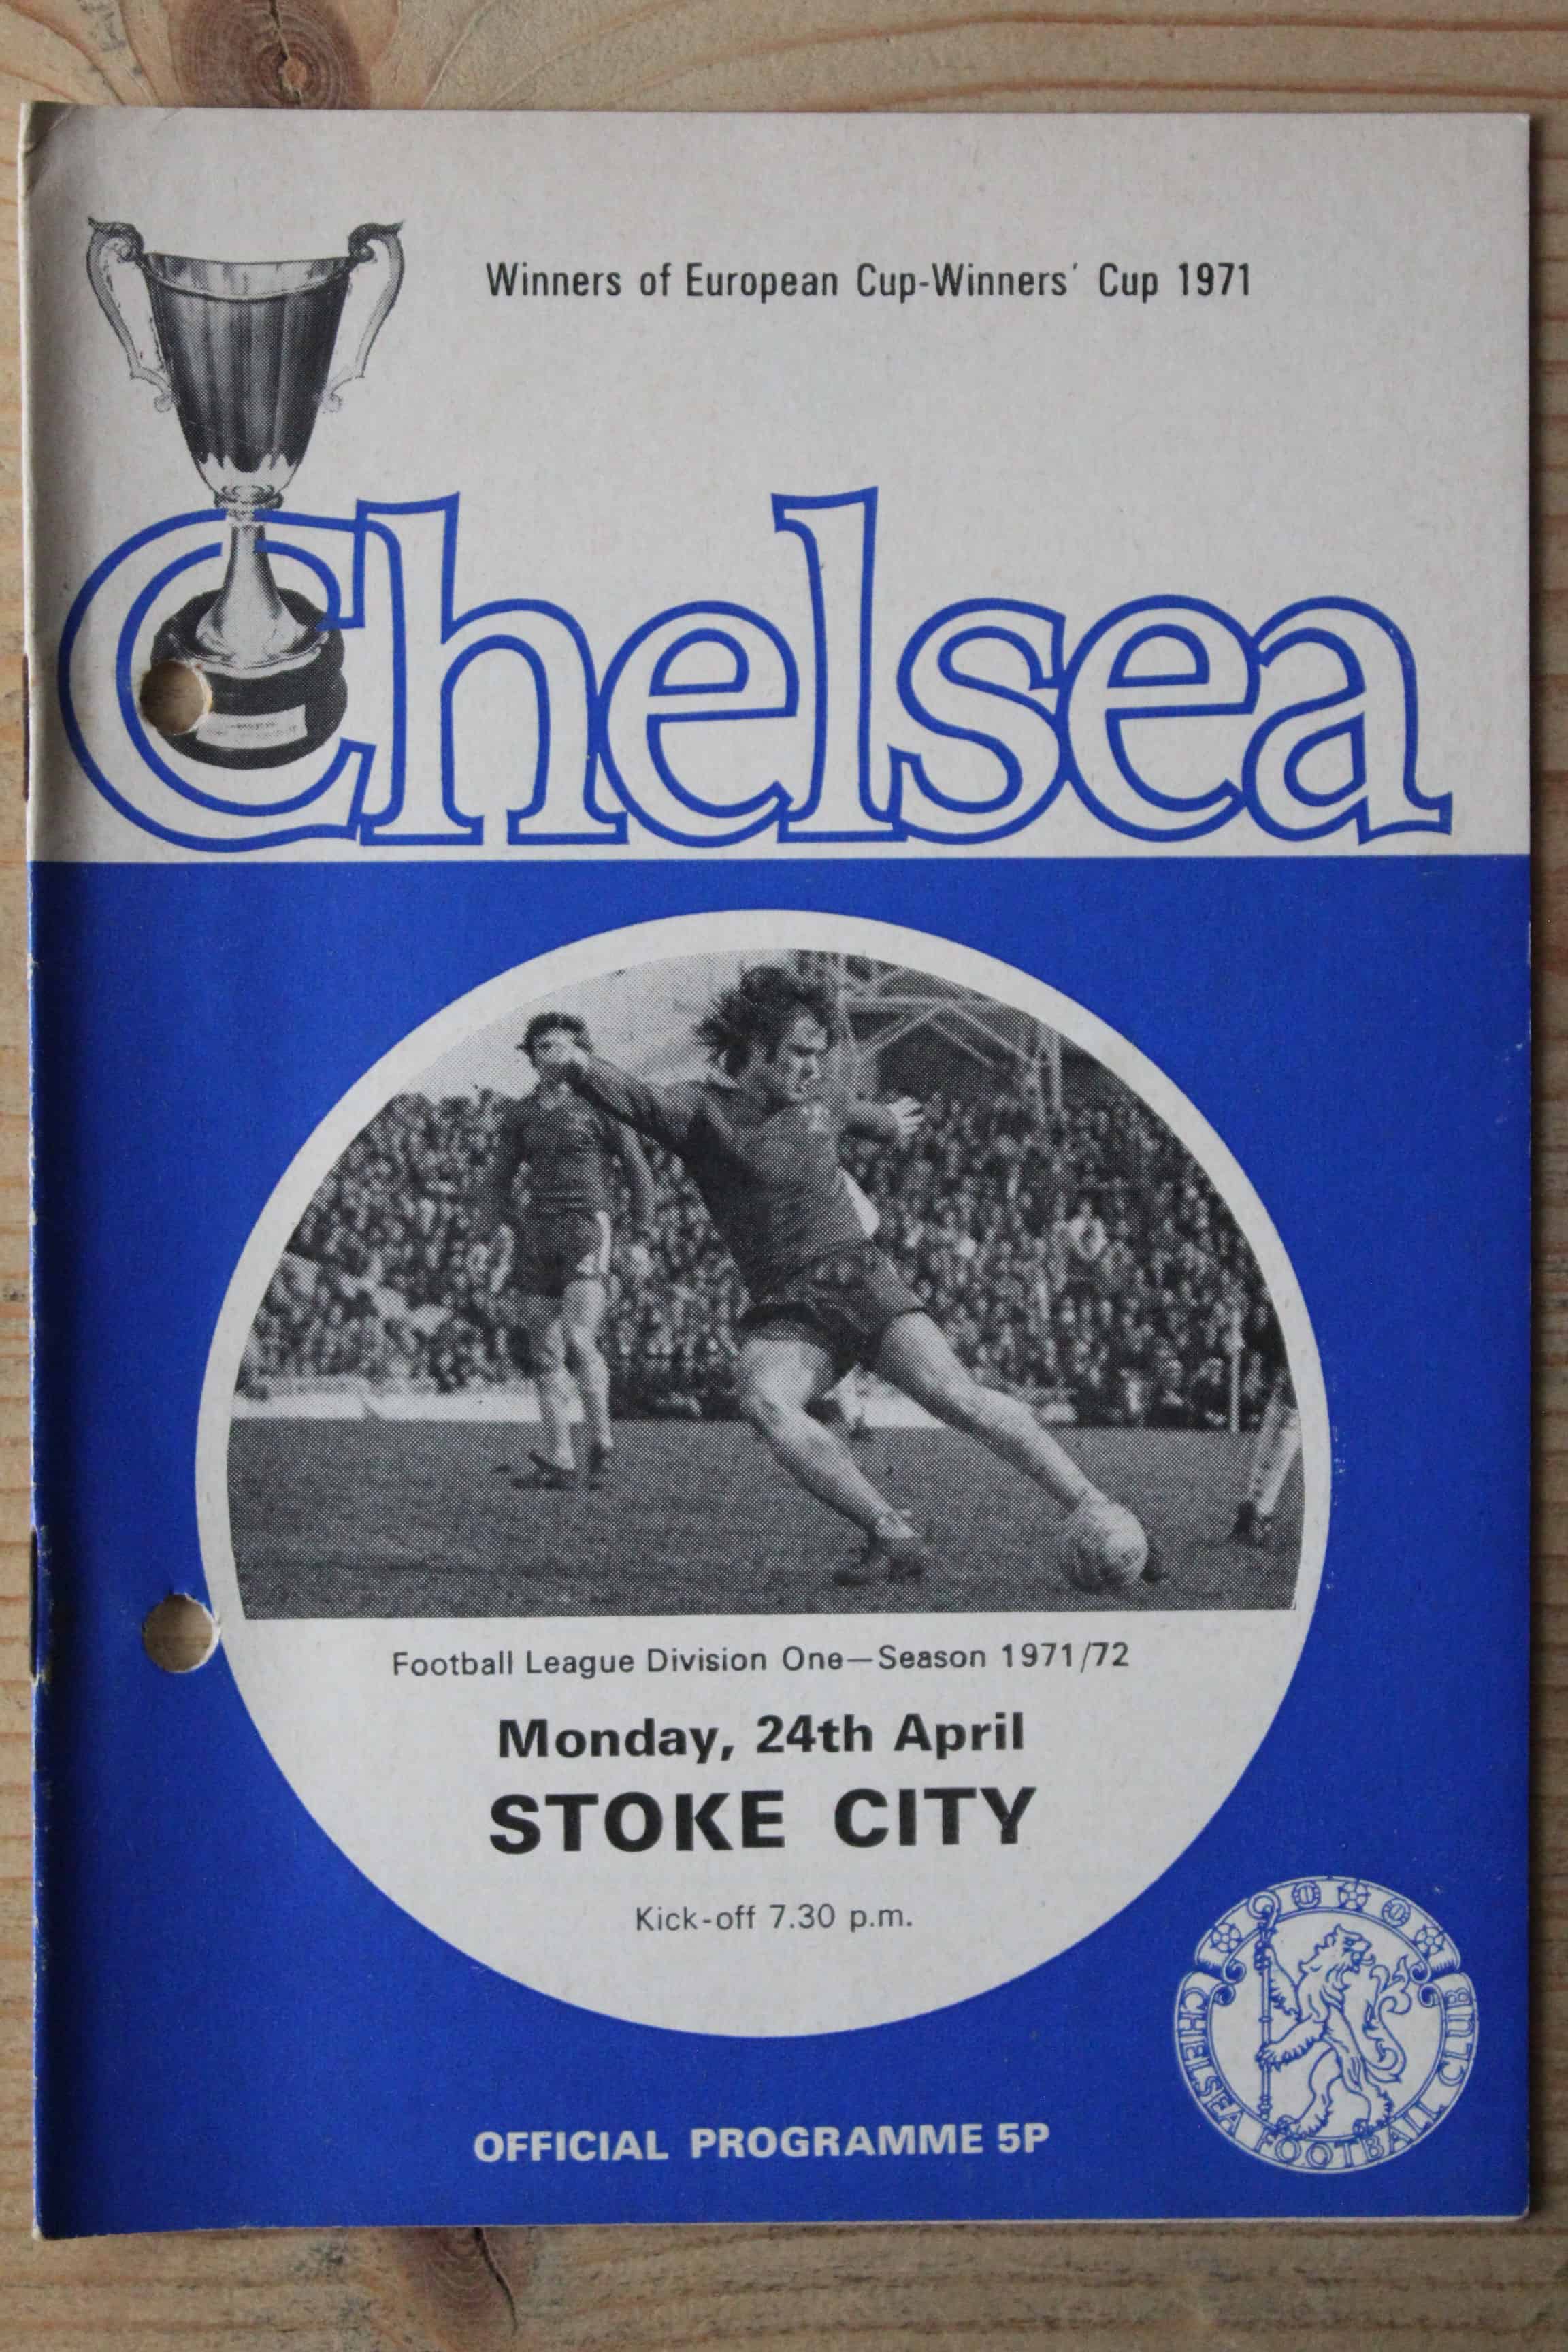 Winners of European Cup-Winners' Cup 1971
Chelsea
Football League Division One—Season 1971/72
Monday, 24th April
STOKE CITY
Kick-off 7.30 p.m.
OFFICIAL PROGRAMME 5P
CHELSEA FOOTBALL CLUB